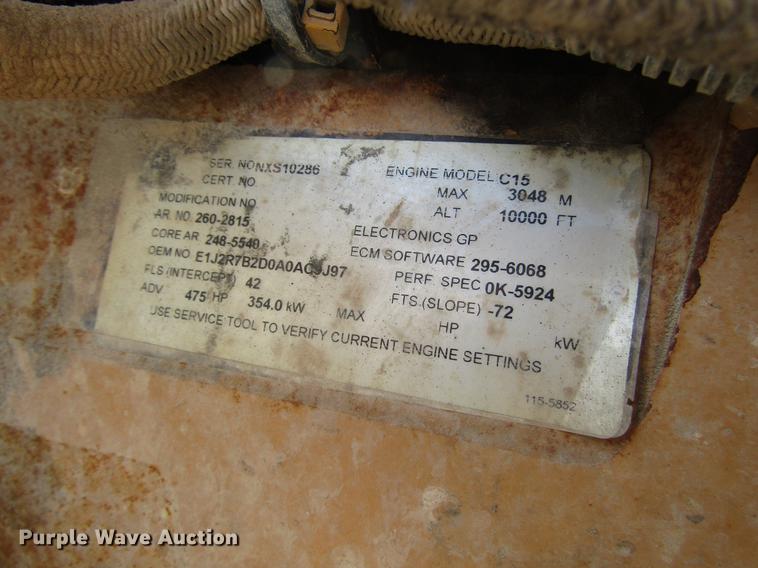 SER. NO NXS10286 ENGINE MODEL C15
CERT. NO. MAX 3048 M
MODIFICATION NO ALT 10000 FT
AR NO. 260-2815 ELECTRONICS GP
CORE AR 248-5540 ECM SOFTWARE 295-6068
OEM NO E1J2R7B2D0A0AC9J97 PERF. SPEC 0K-5924
FLS (INTERCEPT) 42 FTS.(SLOPE) -72
ADV 475 HP 354.0 kW MAX HP kW
USE SERVICE TOOL TO VERIFY CURRENT ENGINE SETTINGS
115-5852
Purple Wave Auction